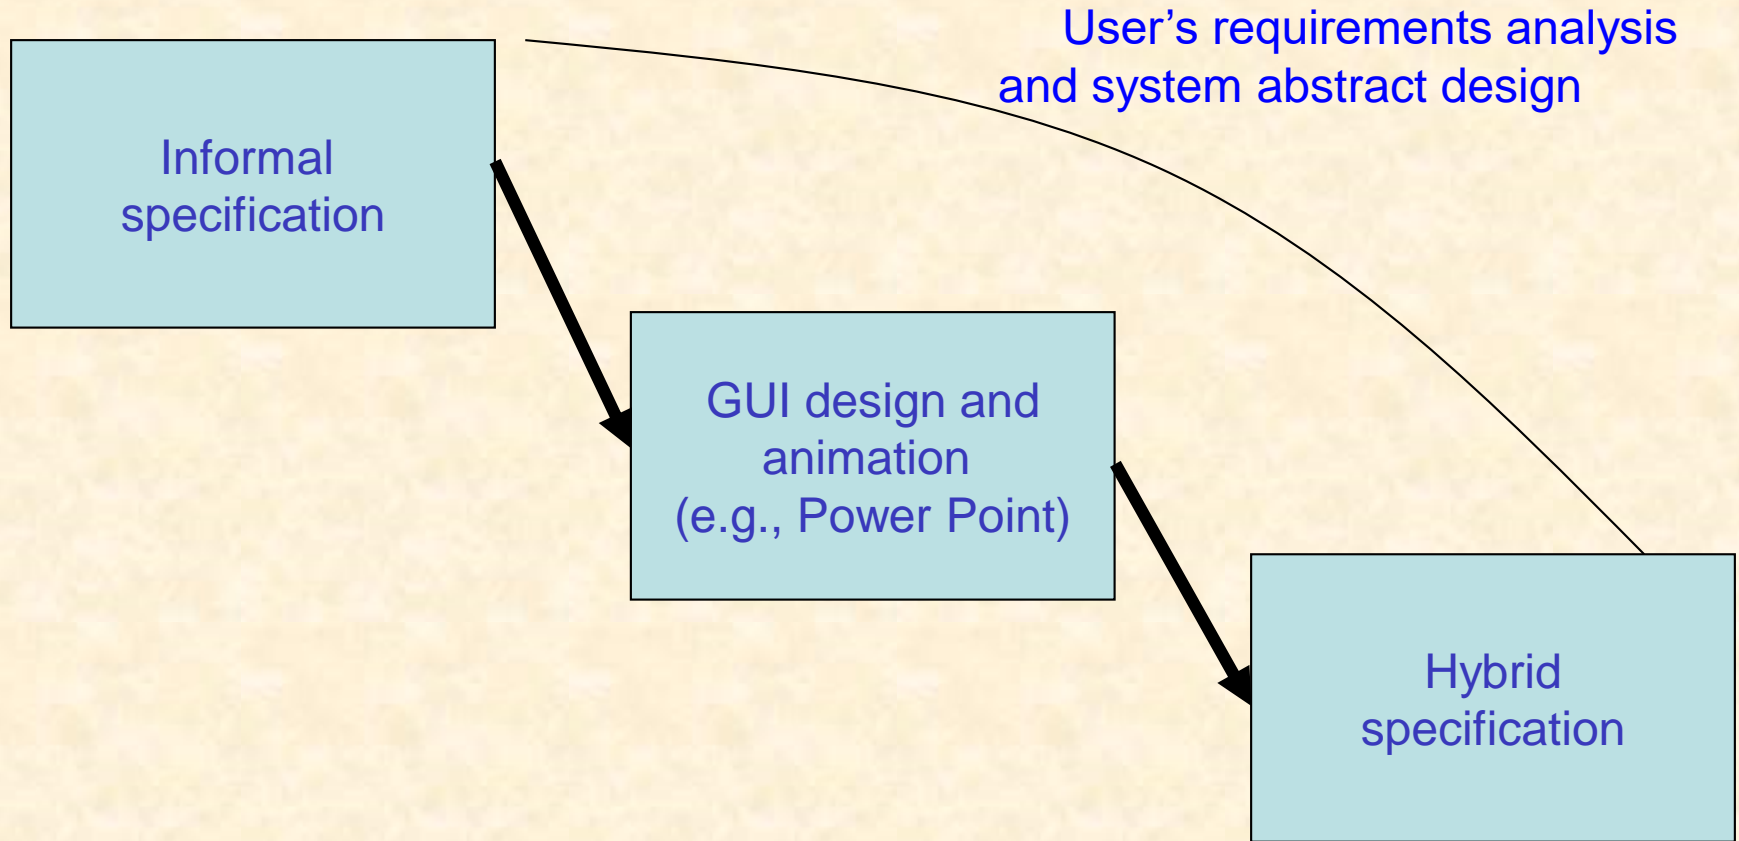 User’s requirements analysis
and system abstract design
Informal
specification
GUI design and
animation
(e.g., Power Point)
Hybrid
specification